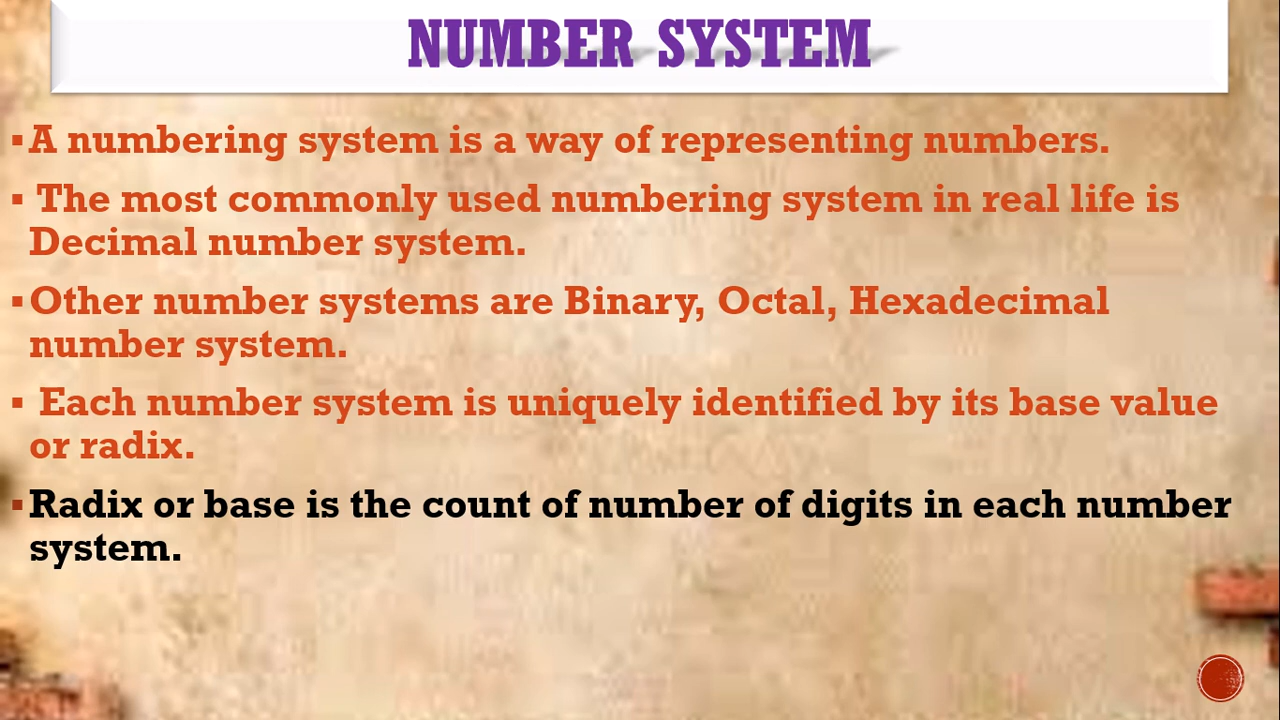 NUMBER SYSTEM
▪A numbering system is a way of representing numbers.
▪ The most commonly used numbering system in real life is
Decimal number system.
▪Other number systems are Binary, Octal, Hexadecimal
number system.
▪ Each number system is uniquely identified by its base value
or radix.
▪Radix or base is the count of number of digits in each number
system.